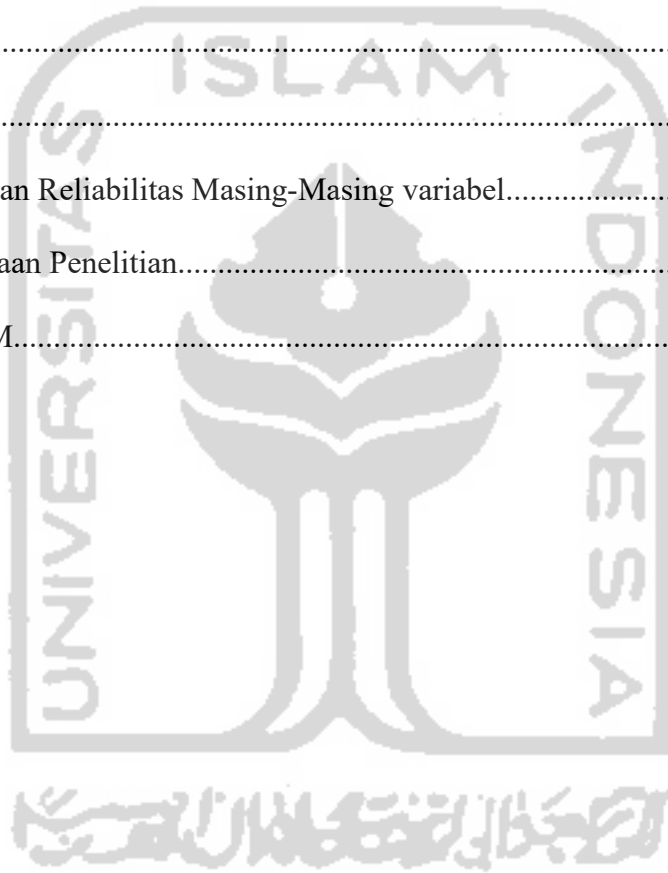 ................................................................................
................................................................................
an Reliabilitas Masing-Masing variabel....................
aan Penelitian............................................................
M................................................................................
ISLAM
UNIVERSITAS
INDONESIA